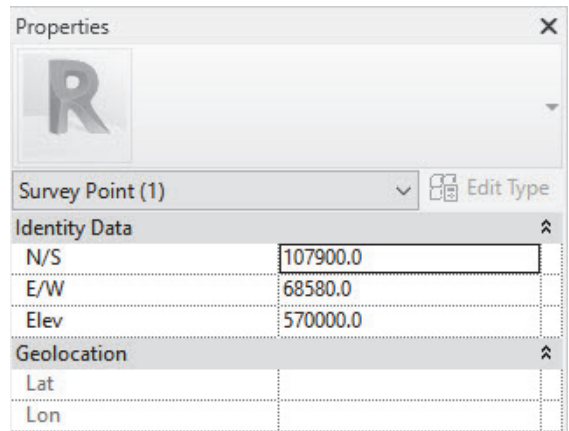 Properties
R
Survey Point (1) Edit Type
Identity Data
N/S 107900.0
E/W 68580.0
Elev 570000.0
Geolocation
Lat
Lon